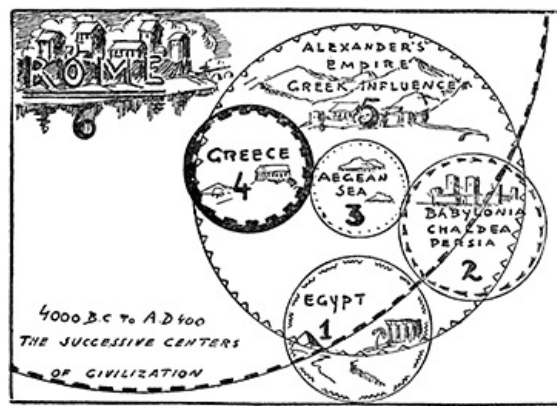 ROME
6
ALEXANDER'S
EMPIRE
GREEK INFLUENCE
5
GREECE
4
AEGEAN
SEA
3
BABYLONIA
CHALDEA
PERSIA
2
EGYPT
1
4000 B.C TO A.D 400
THE SUCCESSIVE CENTERS
OF CIVILIZATION